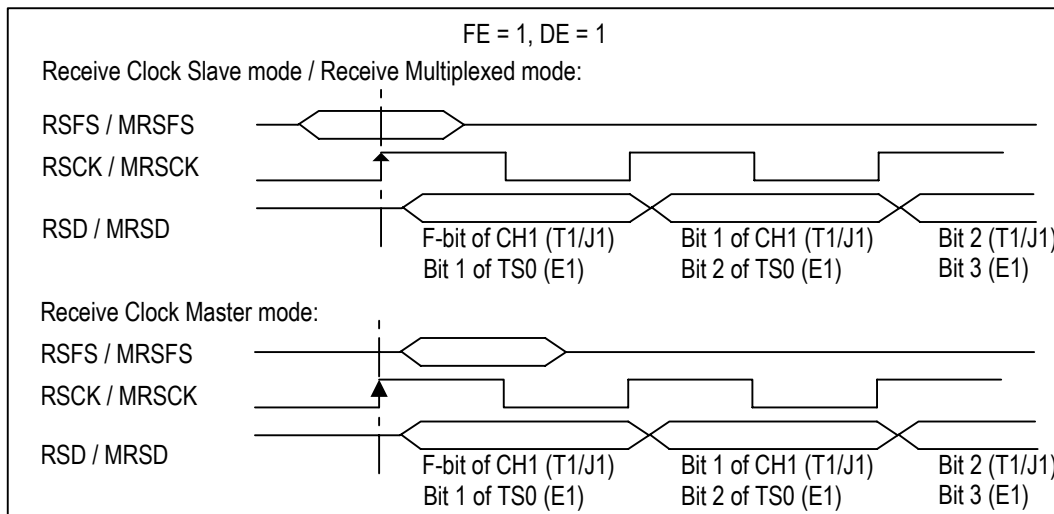 FE = 1, DE = 1
Receive Clock Slave mode / Receive Multiplexed mode:
RSFS / MRSFS
RSCK / MRSCK
RSD / MRSD
F-bit of CH1 (T1/J1) Bit 1 of CH1 (T1/J1) Bit 2 (T1/J1)
Bit 1 of TS0 (E1) Bit 2 of TS0 (E1) Bit 3 (E1)
Receive Clock Master mode:
RSFS / MRSFS
RSCK / MRSCK
RSD / MRSD
F-bit of CH1 (T1/J1) Bit 1 of CH1 (T1/J1) Bit 2 (T1/J1)
Bit 1 of TS0 (E1) Bit 2 of TS0 (E1) Bit 3 (E1)